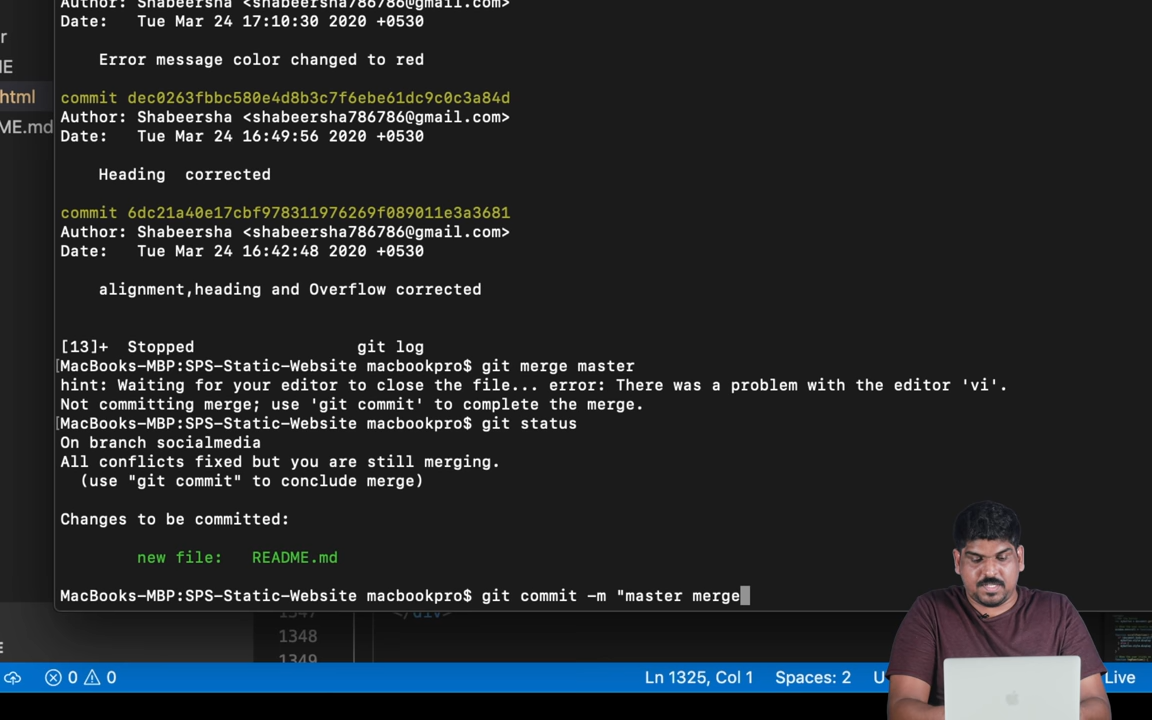 Author: Shabeersha <shabeersha786786@gmail.com>
Date:   Tue Mar 24 17:10:30 2020 +0530
Error message color changed to red
html
commit dec0263fbbc580e4d8b3c7f6ebe61dc9c0c3a84d
Author: Shabeersha <shabeersha786786@gmail.com>
ME.md
Date:   Tue Mar 24 16:49:56 2020 +0530
Heading  corrected
commit 6dc21a40e17cbf978311976269f089011e3a3681
Author: Shabeersha <shabeersha786786@gmail.com>
Date:   Tue Mar 24 16:42:48 2020 +0530
alignment,heading and Overflow corrected
[13]+  Stopped                 git log
[MacBooks-MBP:SPS-Static-Website macbookpro$ git merge master
hint: Waiting for your editor to close the file... error: There was a problem with the editor 'vi'.
Not committing merge; use 'git commit' to complete the merge.
[MacBooks-MBP:SPS-Static-Website macbookpro$ git status
On branch socialmedia
All conflicts fixed but you are still merging.
(use "git commit" to conclude merge)
Changes to be committed:
new file:   README.md
MacBooks-MBP:SPS-Static-Website macbookpro$ git commit -m "master merge
1347 </div>
1348
1349
0 0 Ln 1325, Col 1 Spaces: 2 U Live